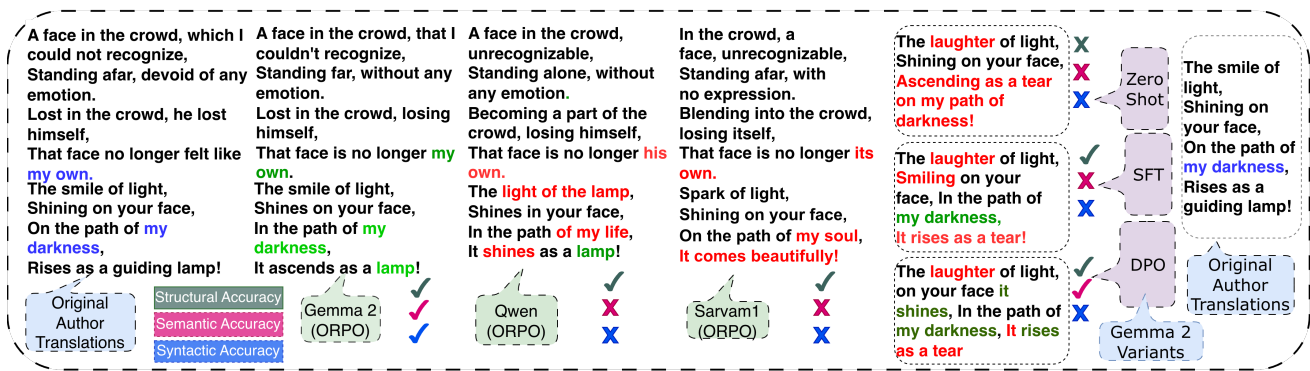 A face in the crowd, which I
could not recognize,
Standing afar, devoid of any
emotion.
Lost in the crowd, he lost
himself,
That face no longer felt like
my own.
The smile of light,
Shining on your face,
On the path of my
darkness,
Rises as a guiding lamp!
Original
Author
Translations
Structural Accuracy
Semantic Accuracy
Syntactic Accuracy
A face in the crowd, that I
couldn't recognize,
Standing far, without any
emotion.
Lost in the crowd, losing
himself,
That face is no longer my
own.
The smile of light,
Shines on your face,
In the path of my
darkness,
It ascends as a lamp!
Gemma 2
(ORPO)
A face in the crowd,
unrecognizable,
Standing alone, without
any emotion.
Becoming a part of the
crowd, losing himself,
That face is no longer his
own.
The light of the lamp,
Shines in your face,
In the path of my life,
It shines as a lamp!
Qwen
(ORPO)
In the crowd, a
face, unrecognizable,
Standing afar, with
no expression.
Blending into the crowd,
losing itself,
That face is no longer its
own.
Spark of light,
Shining on your face,
On the path of my soul,
It comes beautifully!
Sarvam1
(ORPO)
The laughter of light,
Shining on your face,
Ascending as a tear
on my path of
darkness!
Zero
Shot
The laughter of light,
Smiling on your
face, In the path of
my darkness,
It rises as a tear!
SFT
The laughter of light,
on your face it
shines, In the path of
my darkness, It rises
as a tear
DPO
Gemma 2
Variants
The smile of
light,
Shining on
your face,
On the path of
my darkness,
Rises as a
guiding lamp!
Original
Author
Translations